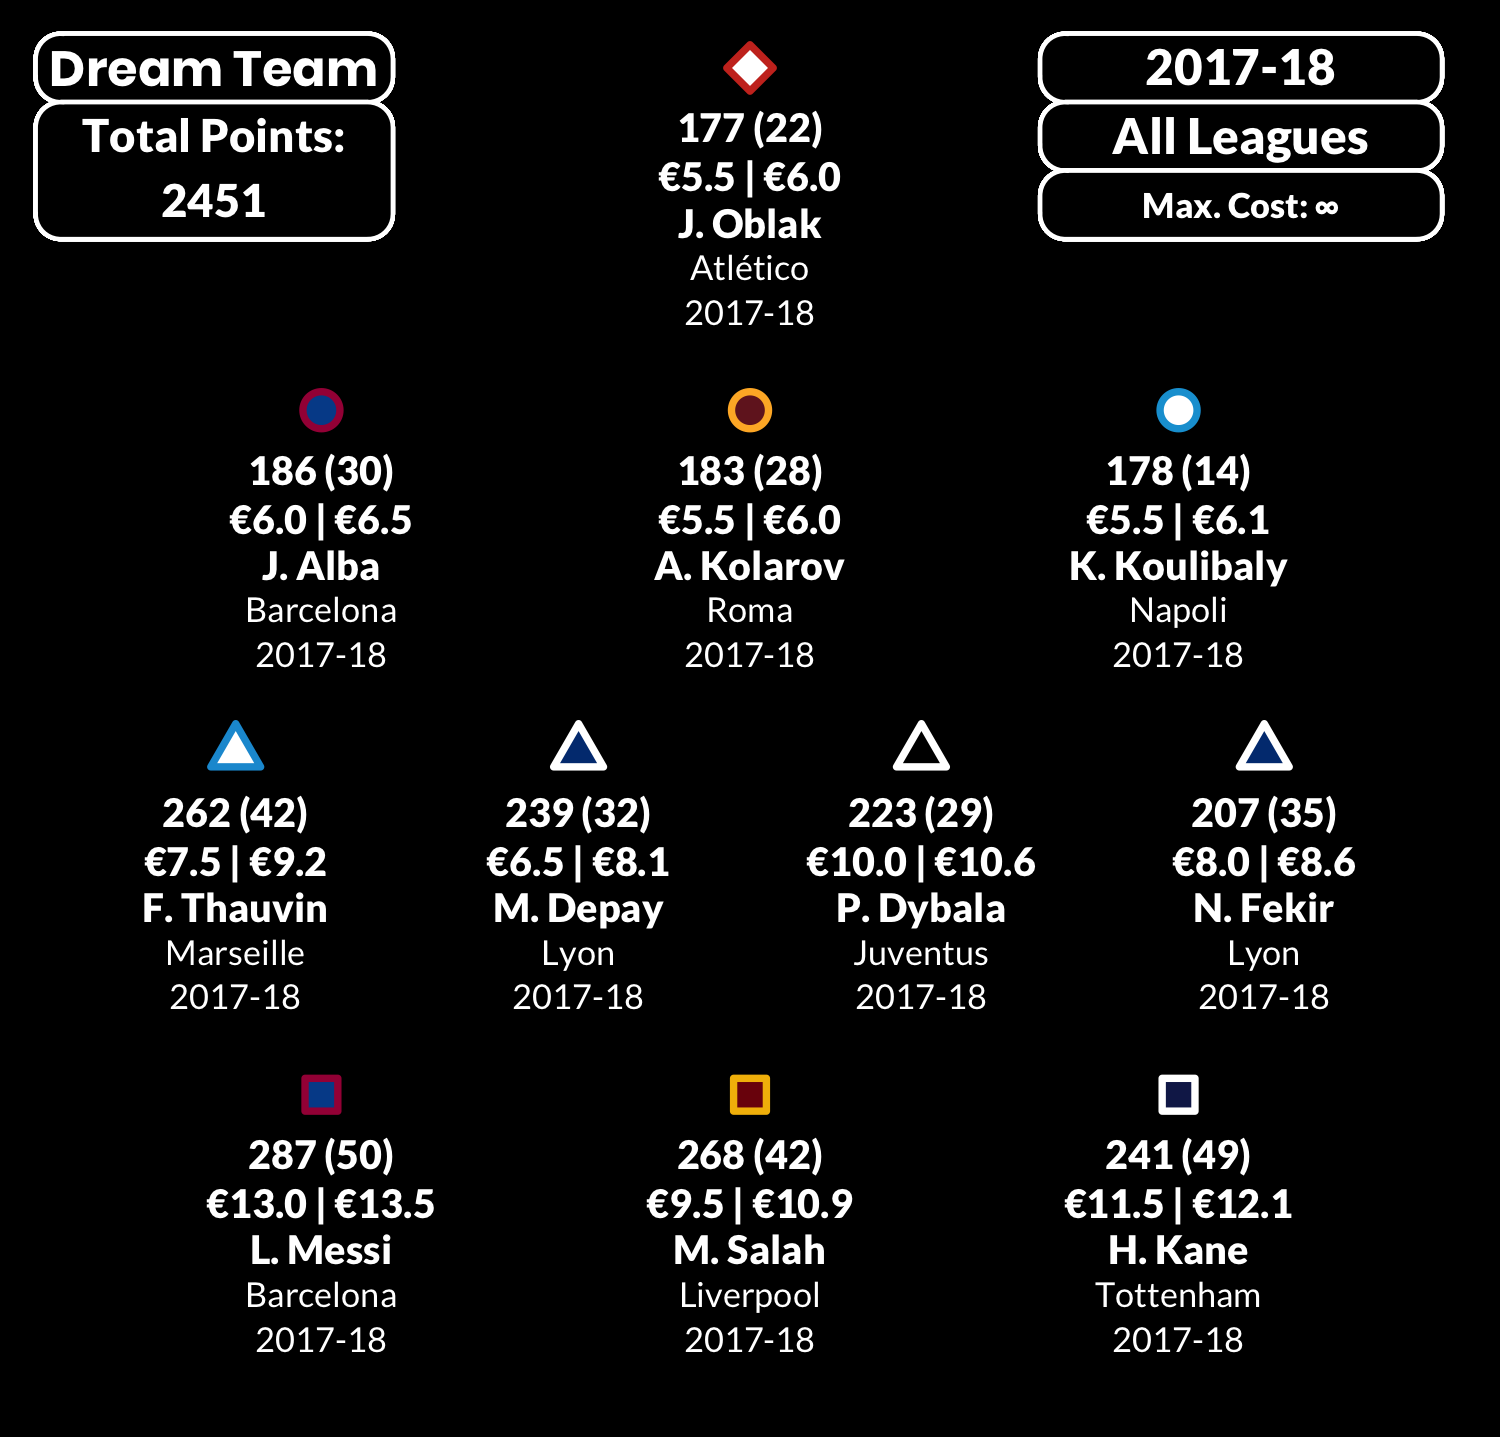 Dream Team
Total Points:
2451
2017-18
All Leagues
Max. Cost: ∞
177 (22)
€5.5 | €6.0
J. Oblak
Atlético
2017-18
186 (30)
€6.0 | €6.5
J. Alba
Barcelona
2017-18
183 (28)
€5.5 | €6.0
A. Kolarov
Roma
2017-18
178 (14)
€5.5 | €6.1
K. Koulibaly
Napoli
2017-18
262 (42)
€7.5 | €9.2
F. Thauvin
Marseille
2017-18
239 (32)
€6.5 | €8.1
M. Depay
Lyon
2017-18
223 (29)
€10.0 | €10.6
P. Dybala
Juventus
2017-18
207 (35)
€8.0 | €8.6
N. Fekir
Lyon
2017-18
287 (50)
€13.0 | €13.5
L. Messi
Barcelona
2017-18
268 (42)
€9.5 | €10.9
M. Salah
Liverpool
2017-18
241 (49)
€11.5 | €12.1
H. Kane
Tottenham
2017-18